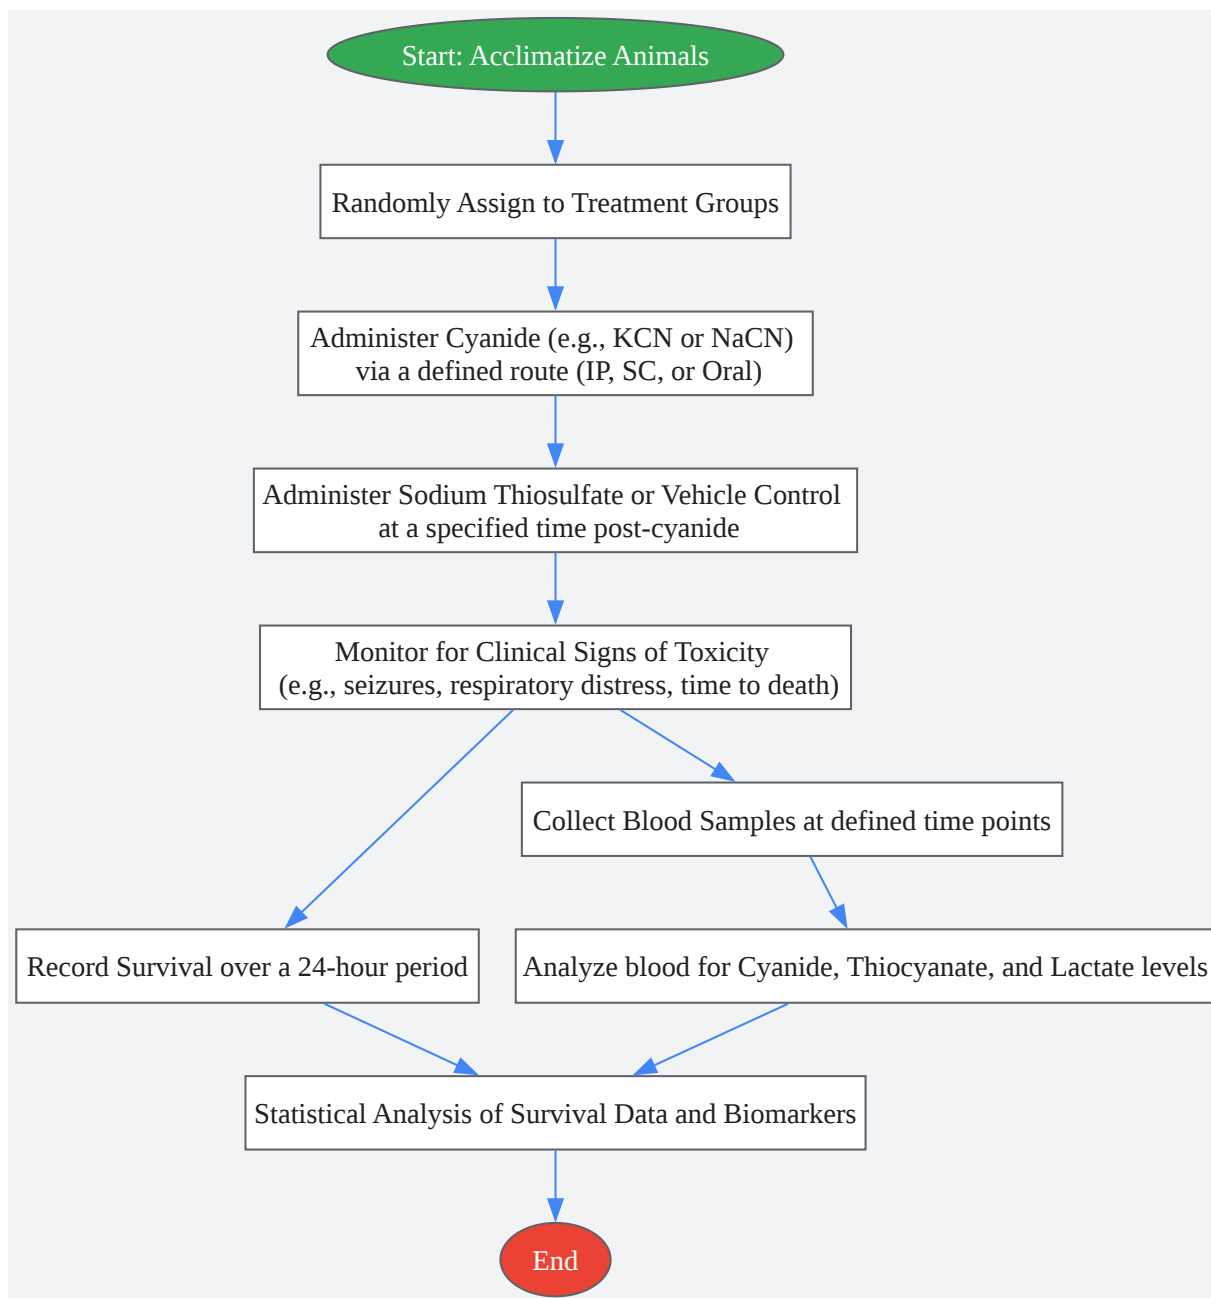 Start: Acclimatize Animals
Randomly Assign to Treatment Groups
Administer Cyanide (e.g., KCN or NaCN)
via a defined route (IP, SC, or Oral)
Administer Sodium Thiosulfate or Vehicle Control
at a specified time post-cyanide
Monitor for Clinical Signs of Toxicity
(e.g., seizures, respiratory distress, time to death)
Collect Blood Samples at defined time points
Record Survival over a 24-hour period
Analyze blood for Cyanide, Thiocyanate, and Lactate levels
Statistical Analysis of Survival Data and Biomarkers
End